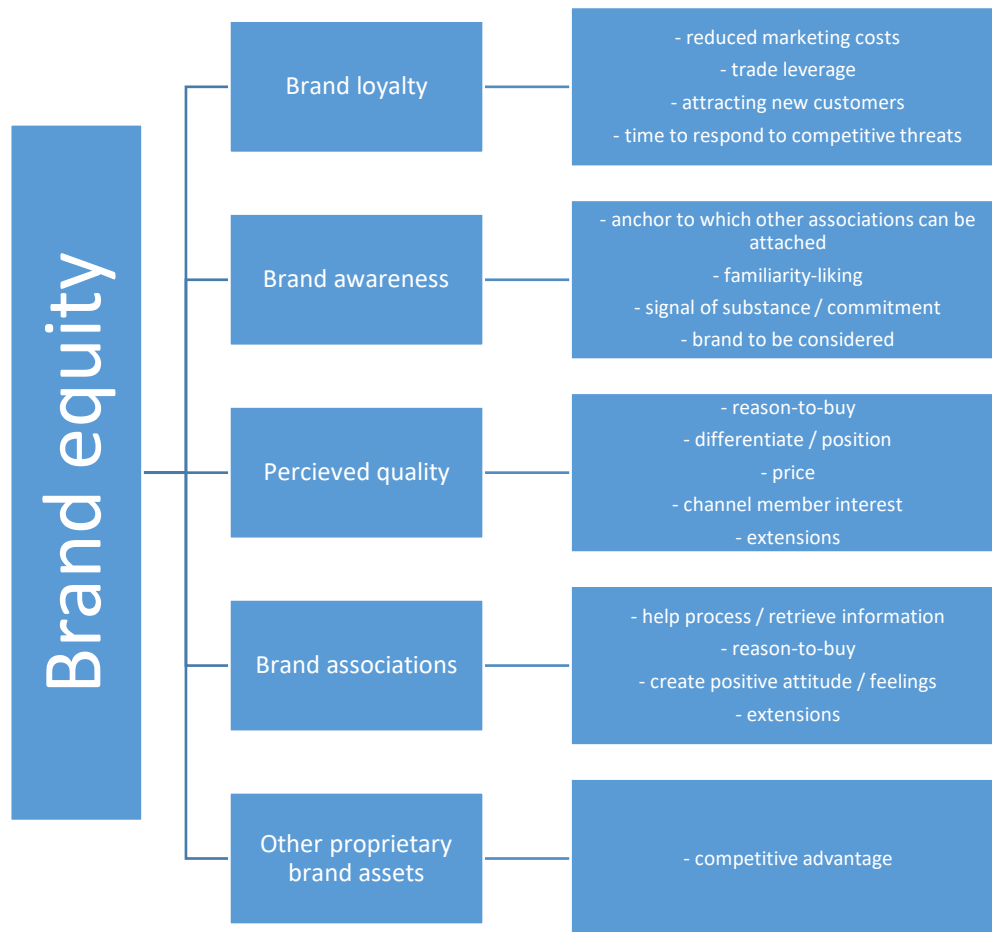 Brand equity
Brand loyalty
- reduced marketing costs
- trade leverage
- attracting new customers
- time to respond to competitive threats
Brand awareness
- anchor to which other associations can be
attached
- familiarity-liking
- signal of substance / commitment
- brand to be considered
Percieved quality
- reason-to-buy
- differentiate / position
- price
- channel member interest
- extensions
Brand associations
- help process / retrieve information
- reason-to-buy
- create positive attitude / feelings
- extensions
Other proprietary
brand assets
- competitive advantage